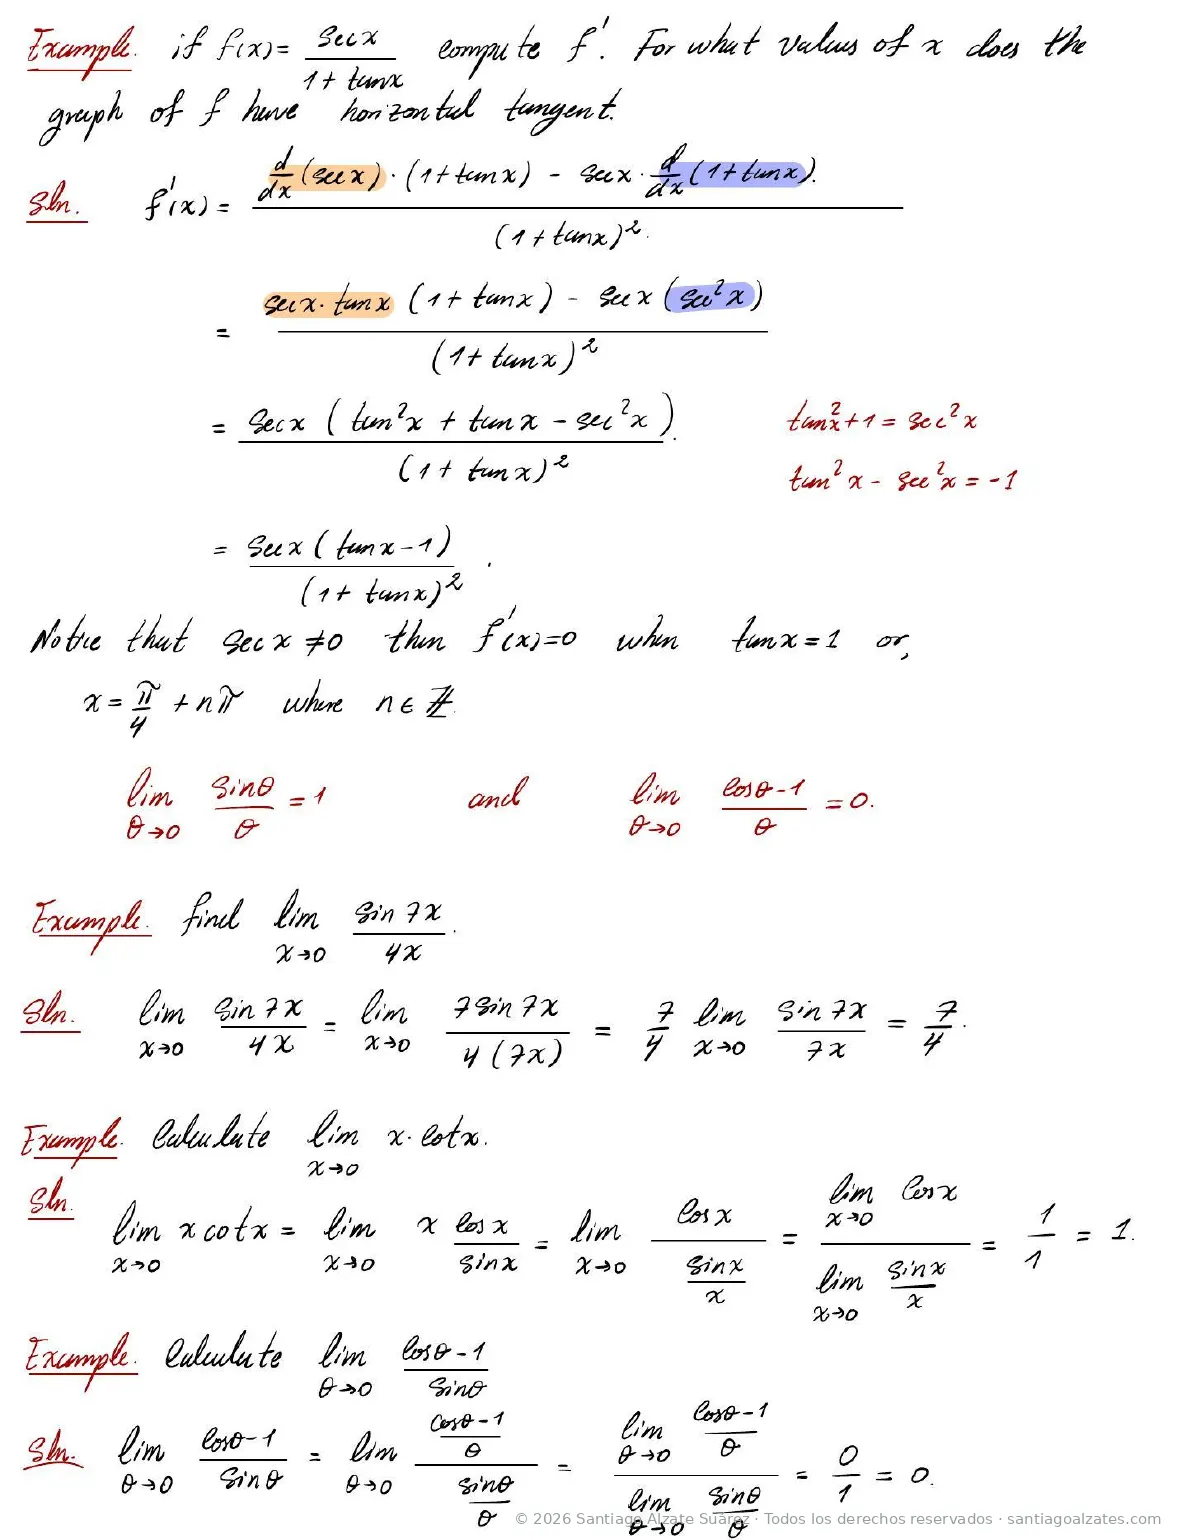 Example. if f(x) = sec x / (1 + tan x) compute f'. For what values of x does the
graph of f have horizontal tangent.
Sln. f'(x) = [d/dx (sec x) · (1 + tan x) - sec x · d/dx (1 + tan x)] / (1 + tan x)².
= [sec x · tan x (1 + tan x) - sec x (sec² x)] / (1 + tan x)²
= sec x (tan² x + tan x - sec² x) / (1 + tan x)². tan² x + 1 = sec² x
tan² x - sec² x = -1
= sec x (tan x - 1) / (1 + tan x)².
Notice that sec x ≠ 0 then f'(x) = 0 when tan x = 1 or,
x = π/4 + nπ where n ∈ ℤ.
lim θ→0 sin θ / θ = 1 and lim θ→0 (cos θ - 1) / θ = 0.
Example. find lim x→0 sin 7x / 4x.
Sln. lim x→0 sin 7x / 4x = lim x→0 7 sin 7x / 4 (7x) = 7/4 lim x→0 sin 7x / 7x = 7/4.
Example. Calculate lim x→0 x · cot x.
Sln.
lim x→0 x cot x = lim x→0 x cos x / sin x = lim x→0 cos x / (sin x / x) = lim x→0 cos x / lim x→0 (sin x / x) = 1/1 = 1.
Example. Calculate lim θ→0 (cos θ - 1) / sin θ
Sln. lim θ→0 (cos θ - 1) / sin θ = lim θ→0 ((cos θ - 1) / θ) / (sin θ / θ) = lim θ→0 ((cos θ - 1) / θ) / lim θ→0 (sin θ / θ) = 0/1 = 0.
© 2026 Santiago Alzate Suárez · Todos los derechos reservados · santiagoalzates.com